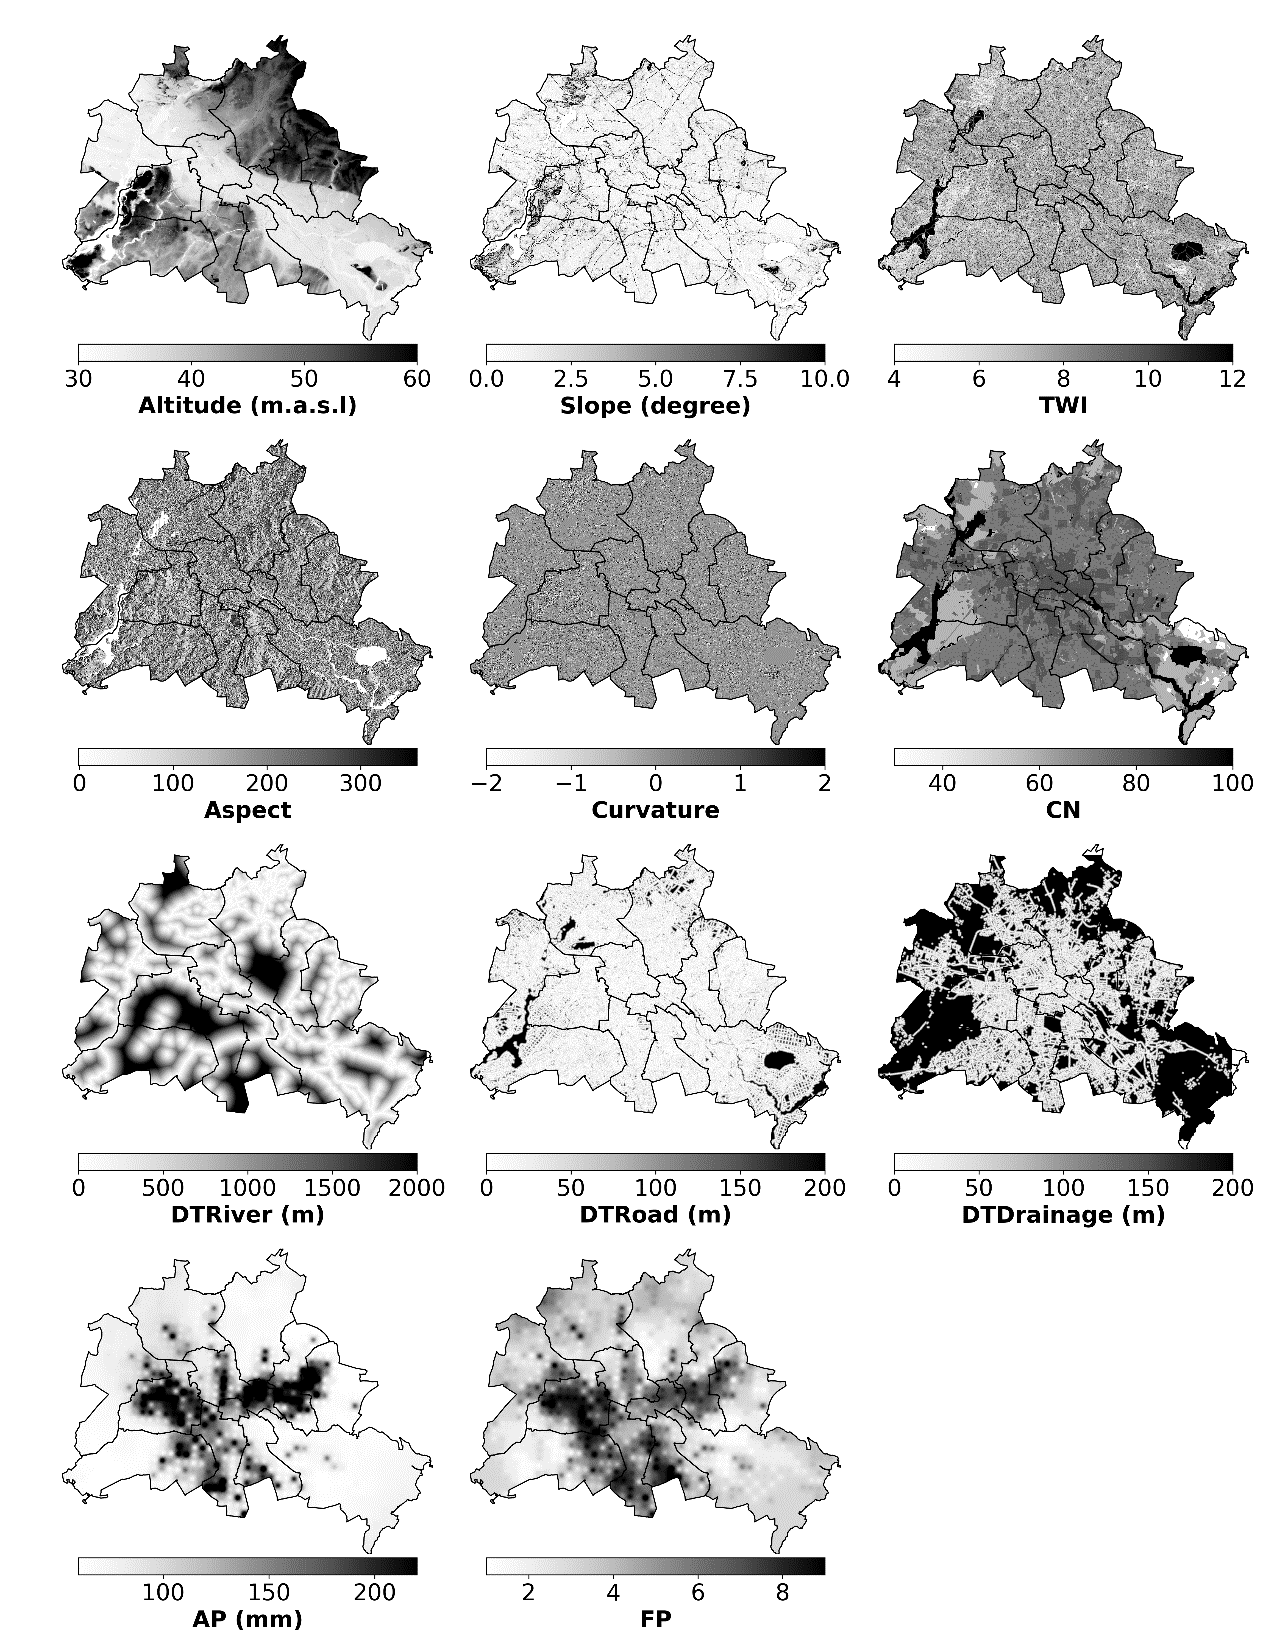 30 40 50 60
Altitude (m.a.s.l)
0.0 2.5 5.0 7.5 10.0
Slope (degree)
4 6 8 10 12
TWI
0 100 200 300
Aspect
−2 −1 0 1 2
Curvature
40 60 80 100
CN
0 500 1000 1500 2000
DTRiver (m)
0 50 100 150 200
DTRoad (m)
0 50 100 150 200
DTDrainage (m)
100 150 200
AP (mm)
2 4 6 8
FP